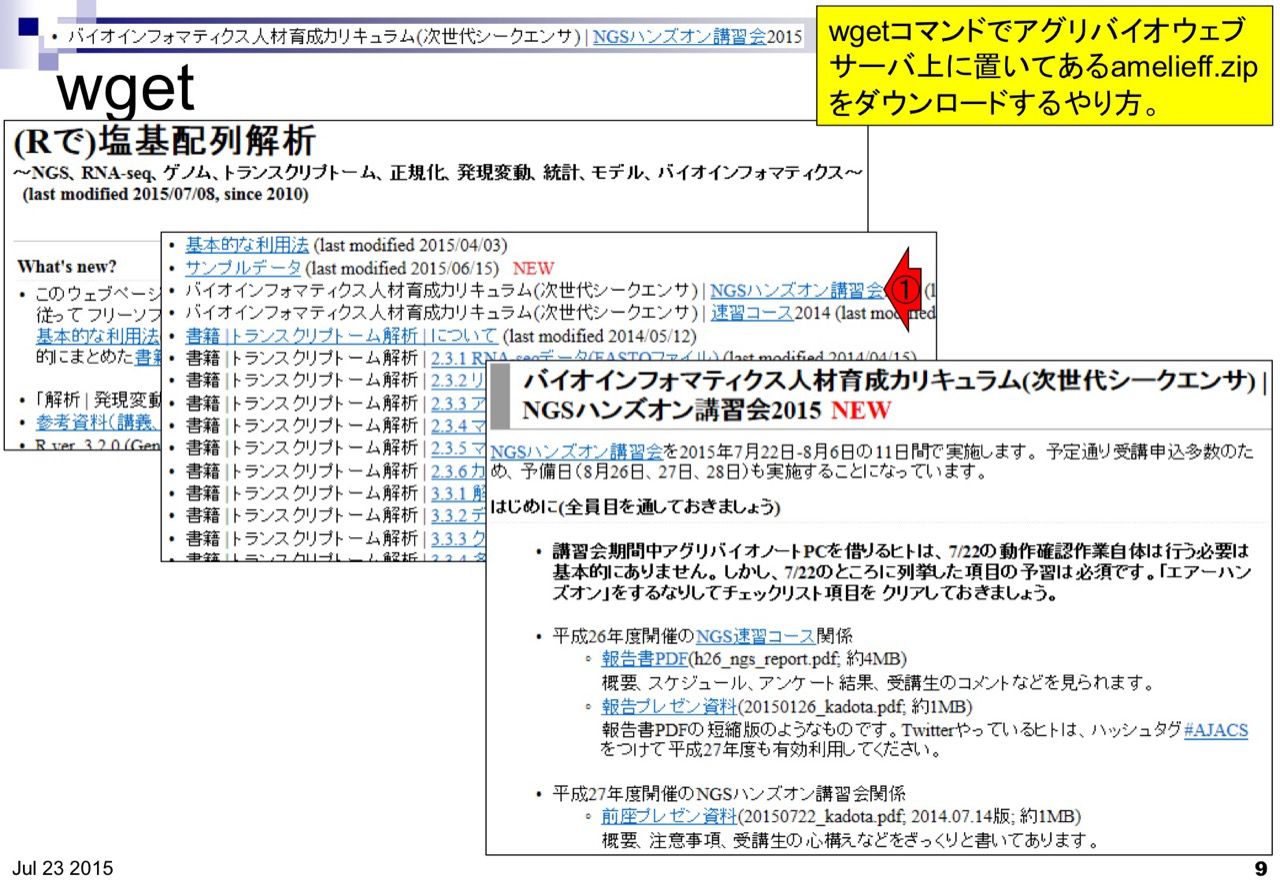 • バイオインフォマティクス人材育成カリキュラム(次世代シークエンサ) | NGSハンズオン講習会2015
wgetコマンドでアグリバイオウェブ
サーバ上に置いてあるamelieff.zip
をダウンロードするやり方。
wget
(Rで)塩基配列解析
～NGS、RNA-seq、ゲノム、トランスクリプトーム、正規化、発現変動、統計、モデル、バイオインフォマティクス～
(last modified 2015/07/08, since 2010)
What's new?
• このウェブページ
従って フリーソフ
基本的な利用法
的にまとめた書籍
• 「解析 | 発現変動
• 参考資料(講義、
• R ver. 3.2.0 (Gen
• 基本的な利用法 (last modified 2015/04/03)
• サンプルデータ (last modified 2015/06/15) NEW
• バイオインフォマティクス人材育成カリキュラム(次世代シークエンサ) | NGSハンズオン講習会 ①
• バイオインフォマティクス人材育成カリキュラム(次世代シークエンサ) | 速習コース2014 (last modified
• 書籍 | トランスクリプトーム解析 | について (last modified 2014/05/12)
• 書籍 | トランスクリプトーム解析 | 2.3.1 RNA-seqデータ(FASTQファイル) (last modified 2014/04/15)
• 書籍 | トランスクリプトーム解析 | 2.3.2 リ
• 書籍 | トランスクリプトーム解析 | 2.3.3 ア
• 書籍 | トランスクリプトーム解析 | 2.3.4 マ
• 書籍 | トランスクリプトーム解析 | 2.3.5 マ
• 書籍 | トランスクリプトーム解析 | 2.3.6 カ
• 書籍 | トランスクリプトーム解析 | 3.3.1 解
• 書籍 | トランスクリプトーム解析 | 3.3.2 デ
• 書籍 | トランスクリプトーム解析 | 3.3.3 ク
• 書籍 | トランスクリプトーム解析 | 3.3.4
バイオインフォマティクス人材育成カリキュラム(次世代シークエンサ) |
NGSハンズオン講習会2015 NEW
NGSハンズオン講習会を2015年7月22日-8月6日の11日間で実施します。予定通り受講申込多数のた
め、予備日(8月26日、27日、28日)も実施することになっています。
はじめに(全員目を通しておきましょう)
• 講習会期間中アグリバイオノートPCを借りるヒトは、7/22の動作確認作業自体は行う必要は
基本的にありません。しかし、7/22のところに列挙した項目の予習は必須です。「エアーハン
ズオン」をするなりしてチェックリスト項目を クリアしておきましょう。
• 平成26年度開催のNGS速習コース関係
◦ 報告書PDF(h26_ngs_report.pdf; 約4MB)
概要、スケジュール、アンケート結果、受講生のコメントなどを見られます。
◦ 報告プレゼン資料(20150126_kadota.pdf; 約1MB)
報告書PDFの短縮版のようなものです。Twitterやっているヒトは、ハッシュタグ#AJACS
をつけて平成27年度も有効利用してください。
• 平成27年度開催のNGSハンズオン講習会関係
◦ 前座プレゼン資料(20150722_kadota.pdf; 2014.07.14版; 約1MB)
概要、注意事項、受講生の心構えなどをざっくりと書いてあります。
Jul 23 2015
9